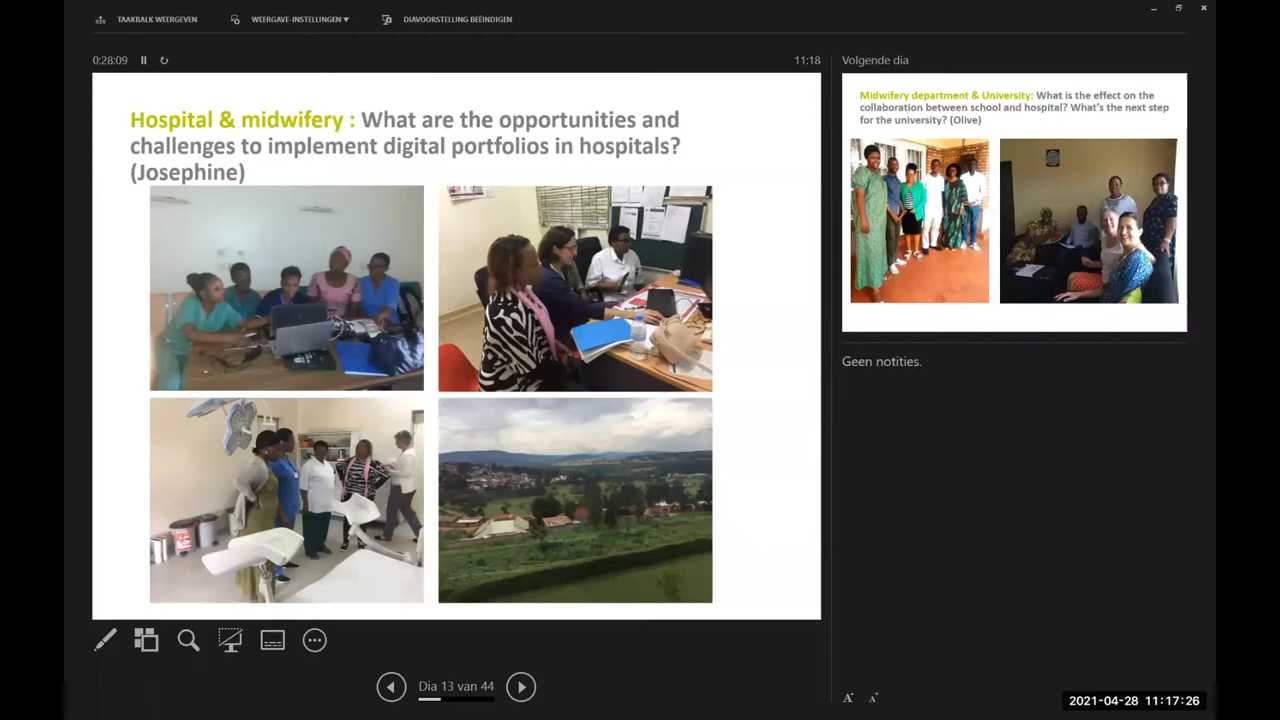 TAAKBALK WEERGEVEN
WEERGAVE-INSTELLINGEN ▼
DIAVOORSTELLING BEËINDIGEN
0:28:09
11:18
Hospital & midwifery : What are the opportunities and
challenges to implement digital portfolios in hospitals?
(Josephine)
Dia 13 van 44
Volgende dia
Midwifery department & University: What is the effect on the
collaboration between school and hospital? What's the next step
for the university? (Olive)
Geen notities.
A A
2021-04-28 11:17:26